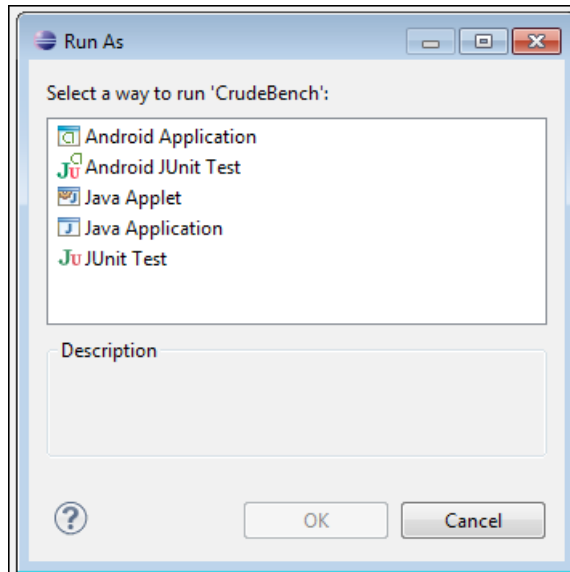 Run As
Select a way to run 'CrudeBench':
Android Application
Android JUnit Test
Java Applet
Java Application
JUnit Test
Description
OK
Cancel